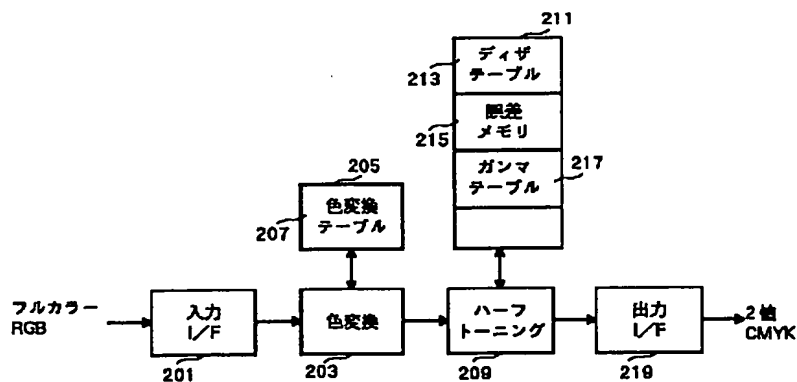 211
213
ディザ
テーブル
215
誤差
メモリ
217
ガンマ
テーブル
205
207
色変換
テーブル
フルカラー
RGB
入力
I/F
201
色変換
203
ハーフ
トーニング
209
出力
I/F
219
2値
CMYK